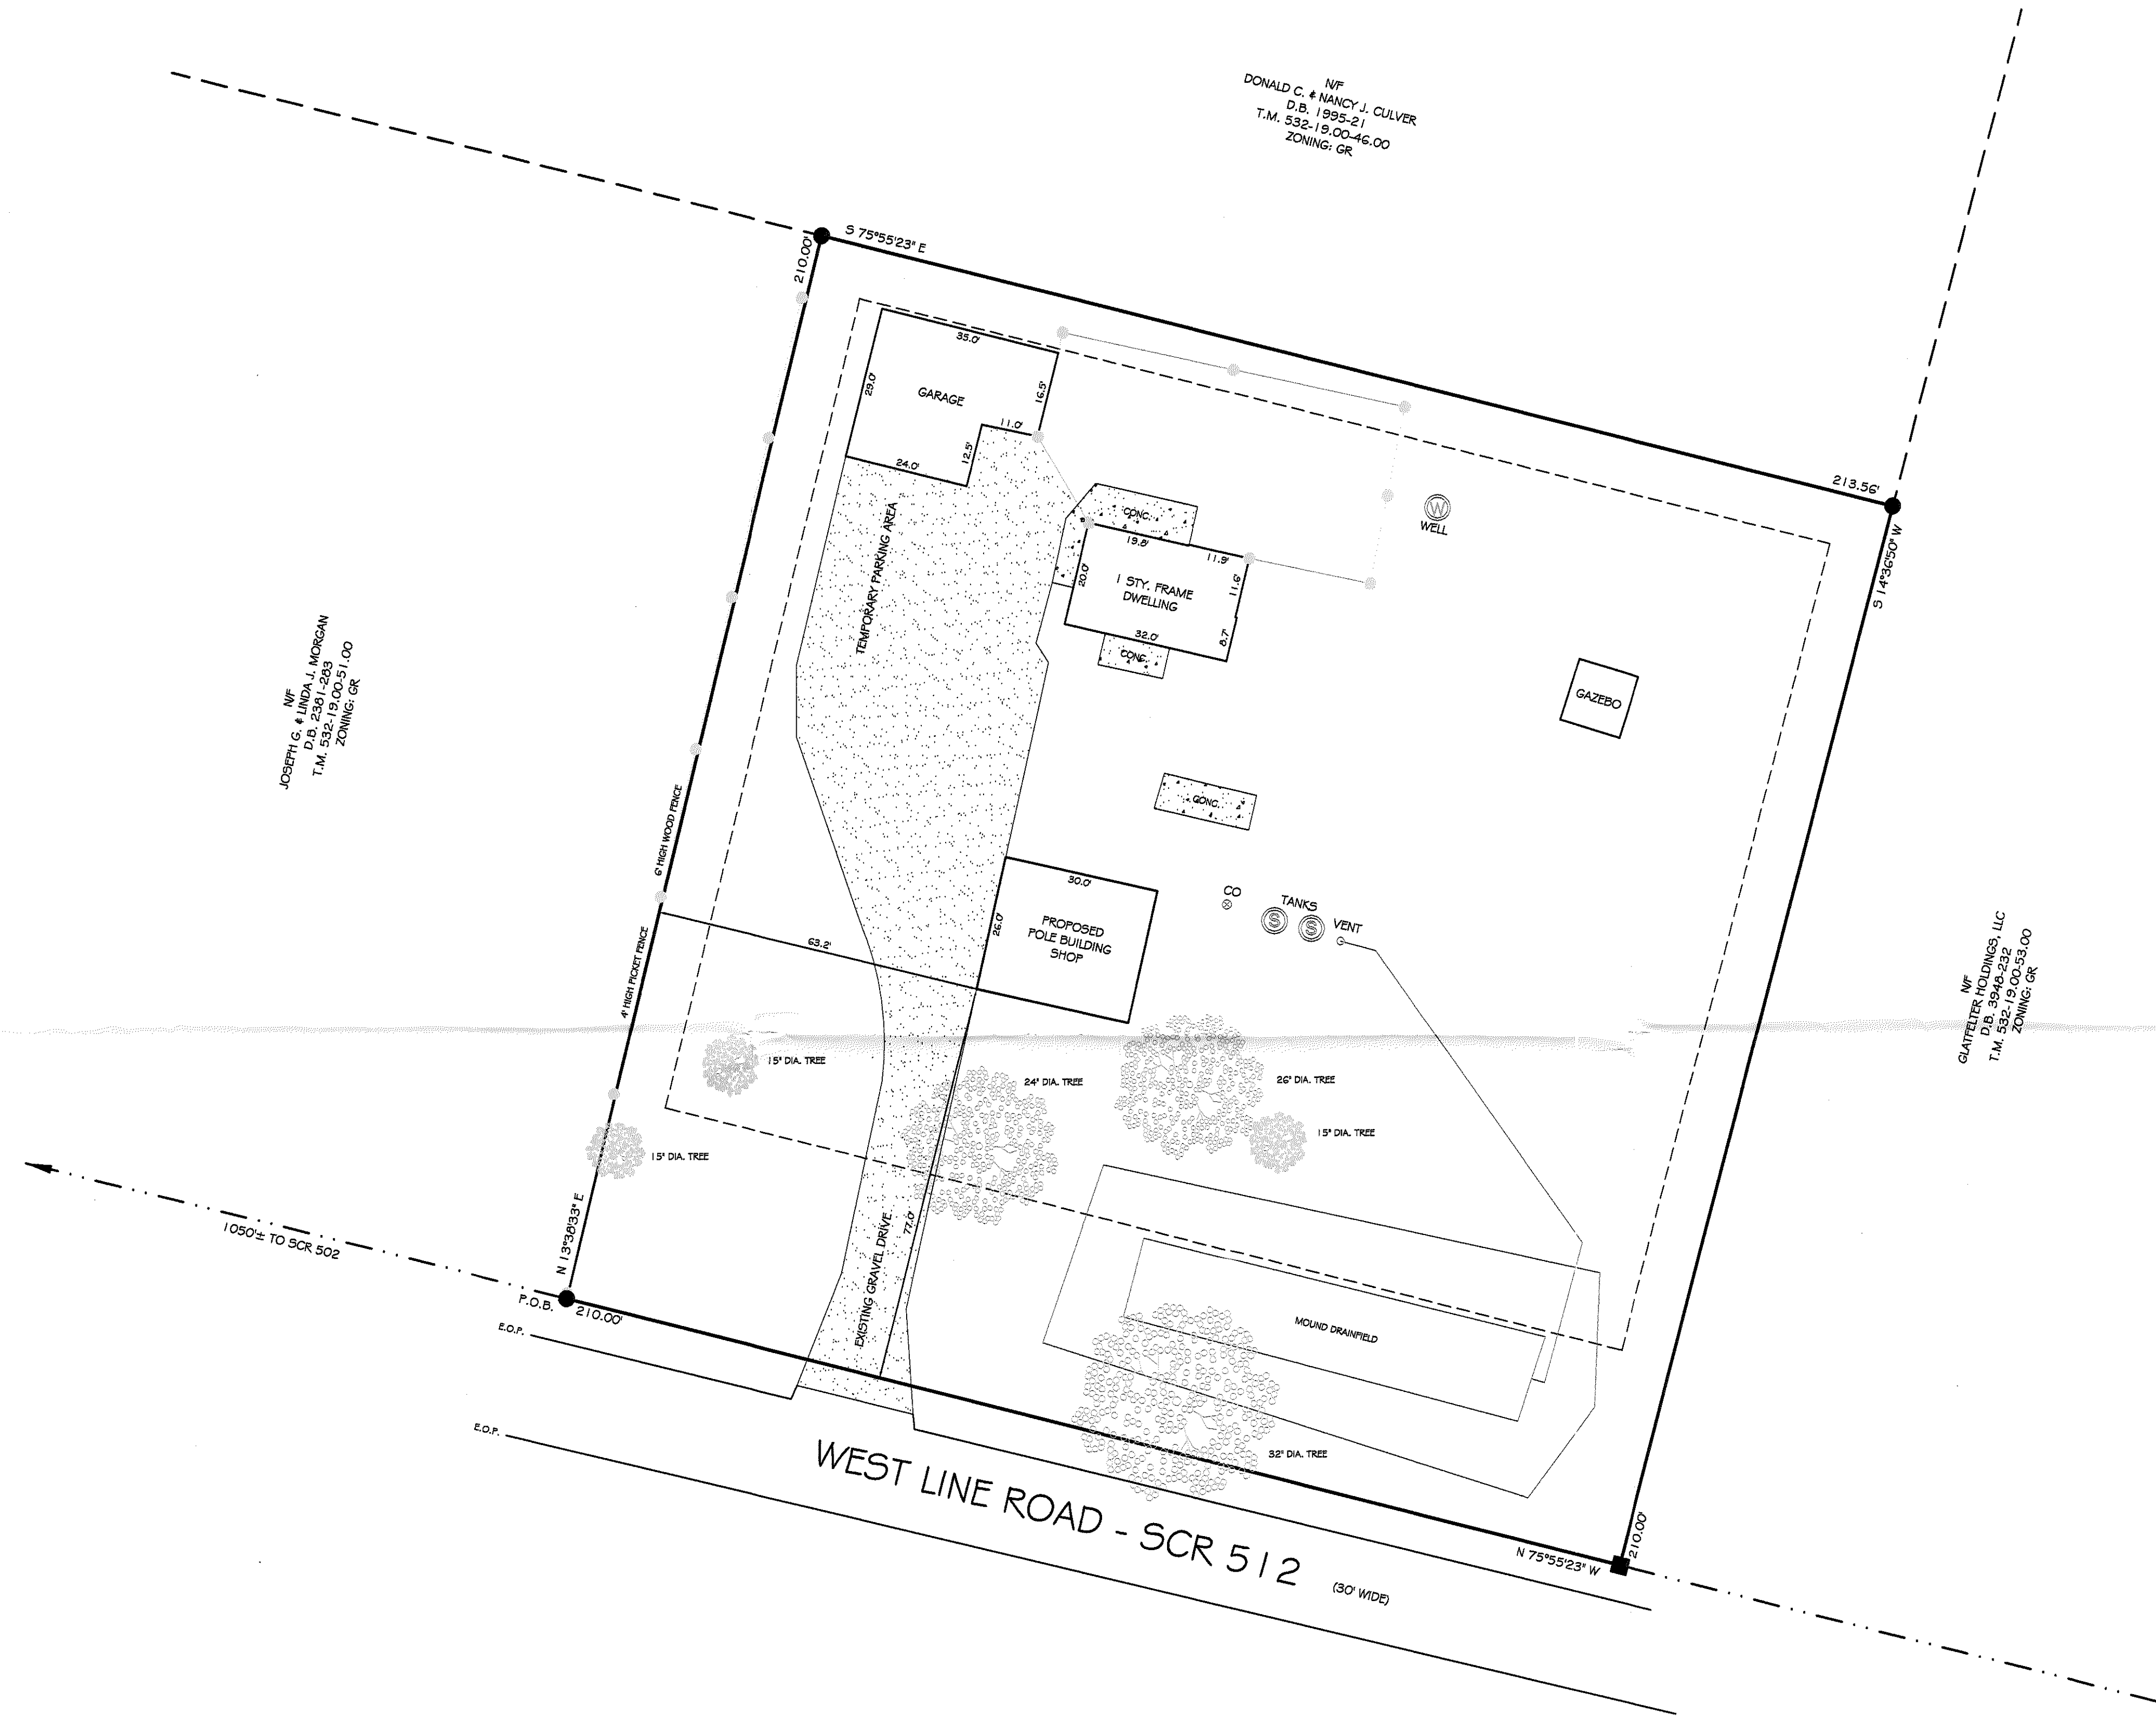 N/F
DONALD C. & NANCY J. CULVER
D.B. 1995-21
T.M. 532-19.00-46.00
ZONING: GR
S 75°55'23" E
210.00'
35.0'
29.0'
GARAGE
16.5'
11.0'
12.5'
24.0'
213.56'
S 14°36'50" W
CONC.
WELL
W
TEMPORARY PARKING AREA
19.8'
11.9'
20.0'
1 STY. FRAME
DWELLING
11.6'
32.0'
8.7'
CONC.
N/F
JOSEPH G. & LINDA J. MORGAN
D.B. 2381-283
T.M. 532-19.00-51.00
ZONING: GR
GAZEBO
CONC.
6' HIGH WOOD FENCE
30.0'
26.0'
PROPOSED
POLE BUILDING
SHOP
CO
TANKS
S
S
VENT
63.2'
4' HIGH PICKET FENCE
N/F
GLATFELTER HOLDINGS, LLC
D.B. 3948-232
T.M. 532-19.00-53.00
ZONING: GR
15" DIA. TREE
24" DIA. TREE
26" DIA. TREE
15" DIA. TREE
15" DIA. TREE
1050'± TO SCR 502
N 13°38'33" E
77.0'
EXISTING GRAVEL DRIVE
P.O.B.
210.00'
E.O.P.
MOUND DRAINFIELD
E.O.P.
32" DIA. TREE
WEST LINE ROAD - SCR 512
(30' WIDE)
N 75°55'23" W
210.00'